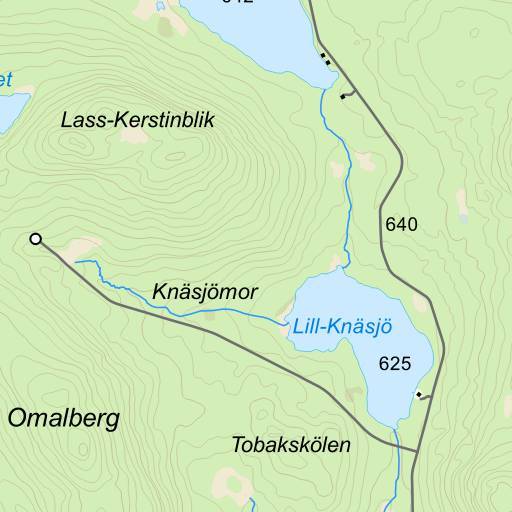 Lass-Kerstinblik
640
Knäsjömor
Lill-Knäsjö
625
Omalberg
Tobakskölen